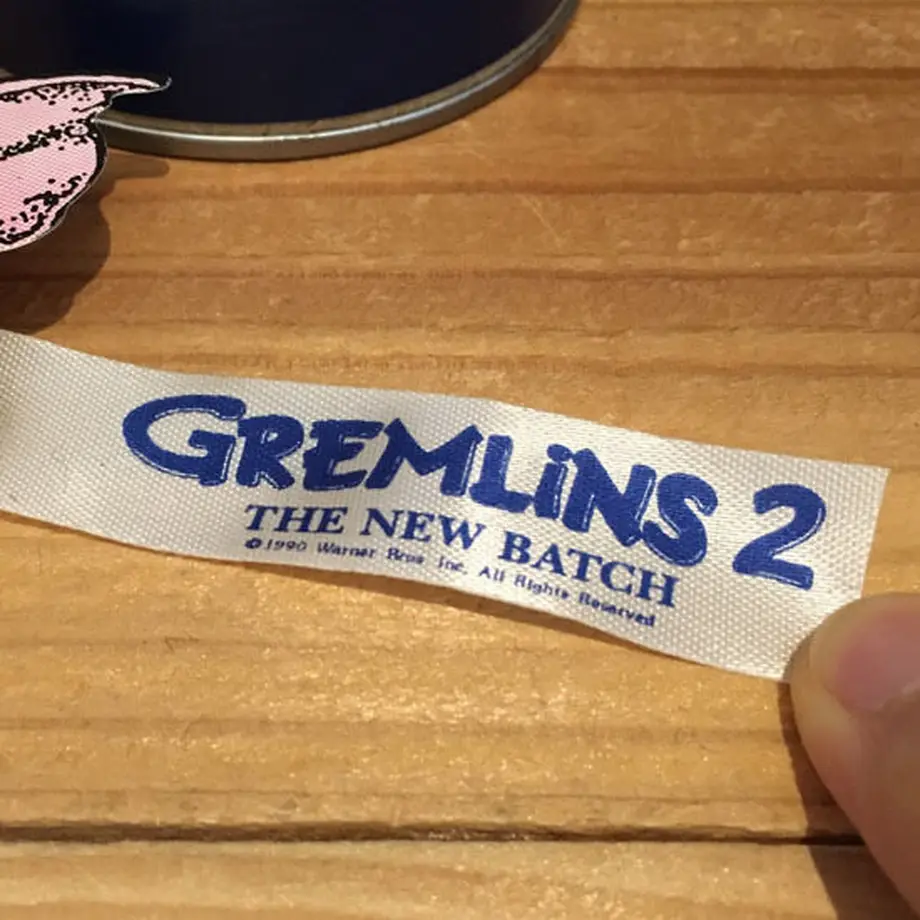 GREMLiNS 2
THE NEW BATCH
©1990 Warner Bros Inc. All Rights Reserved